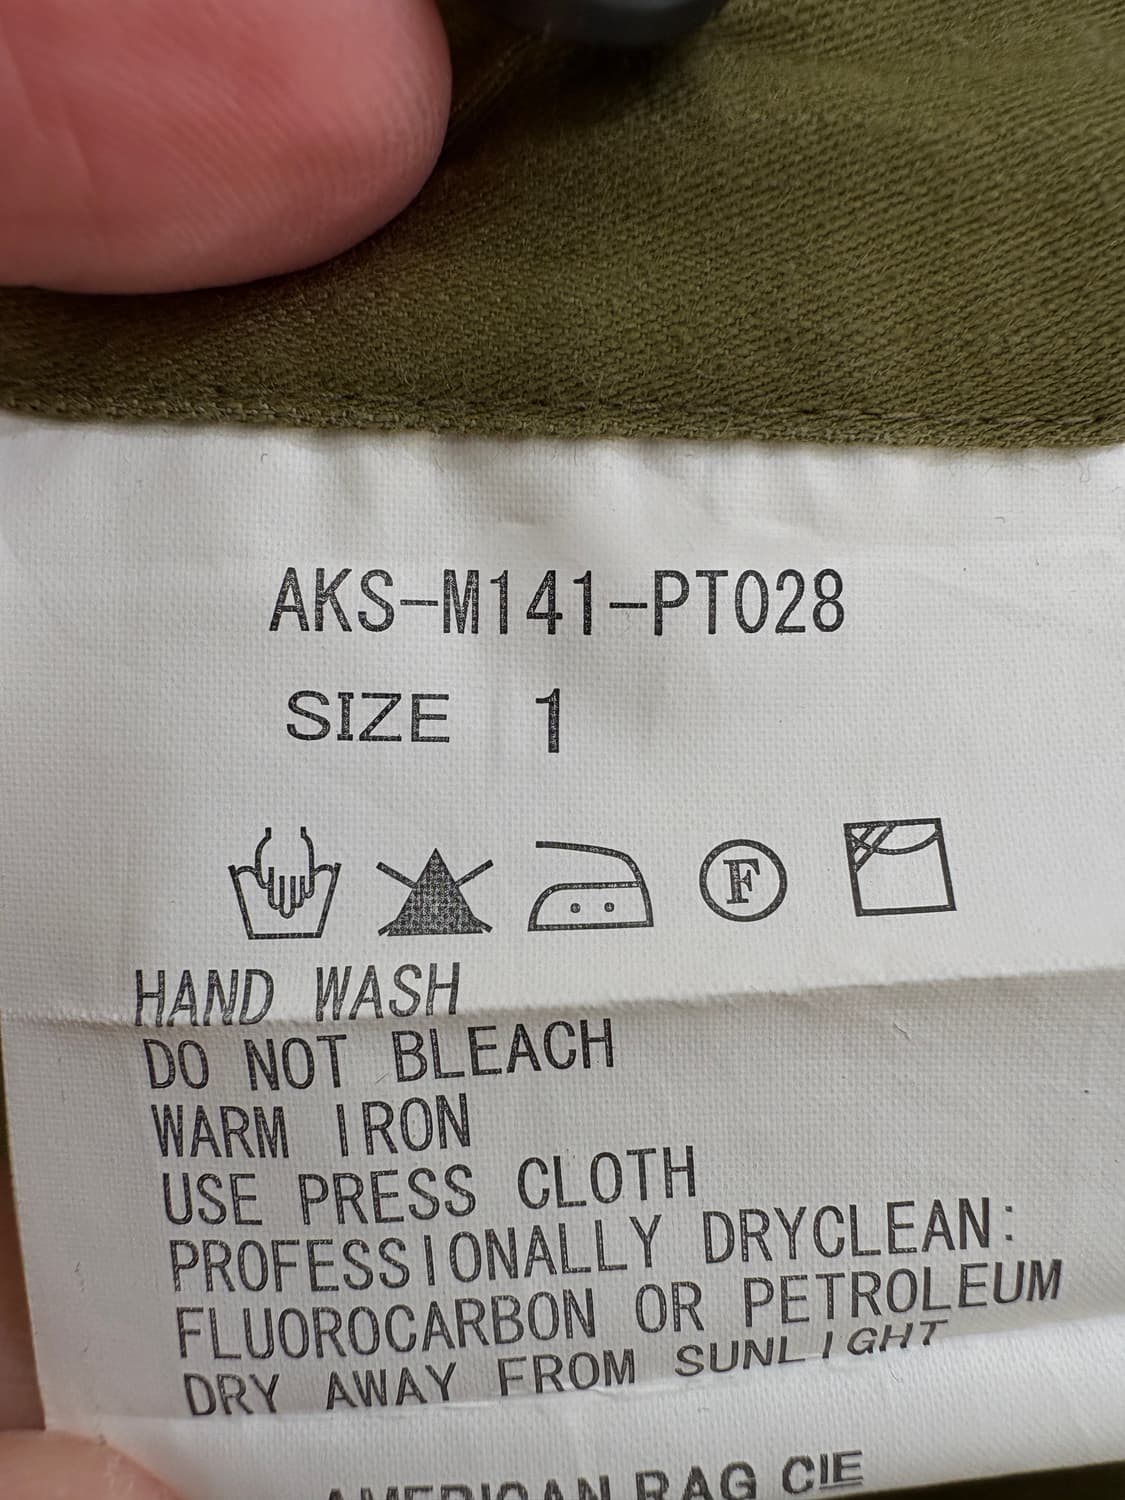 AKS-M141-PT028
SIZE 1
F
HAND WASH
DO NOT BLEACH
WARM IRON
USE PRESS CLOTH
PROFESSIONALLY DRYCLEAN:
FLUOROCARBON OR PETROLEUM
DRY AWAY FROM SUNLIGHT
AMERICAN RAG CIE